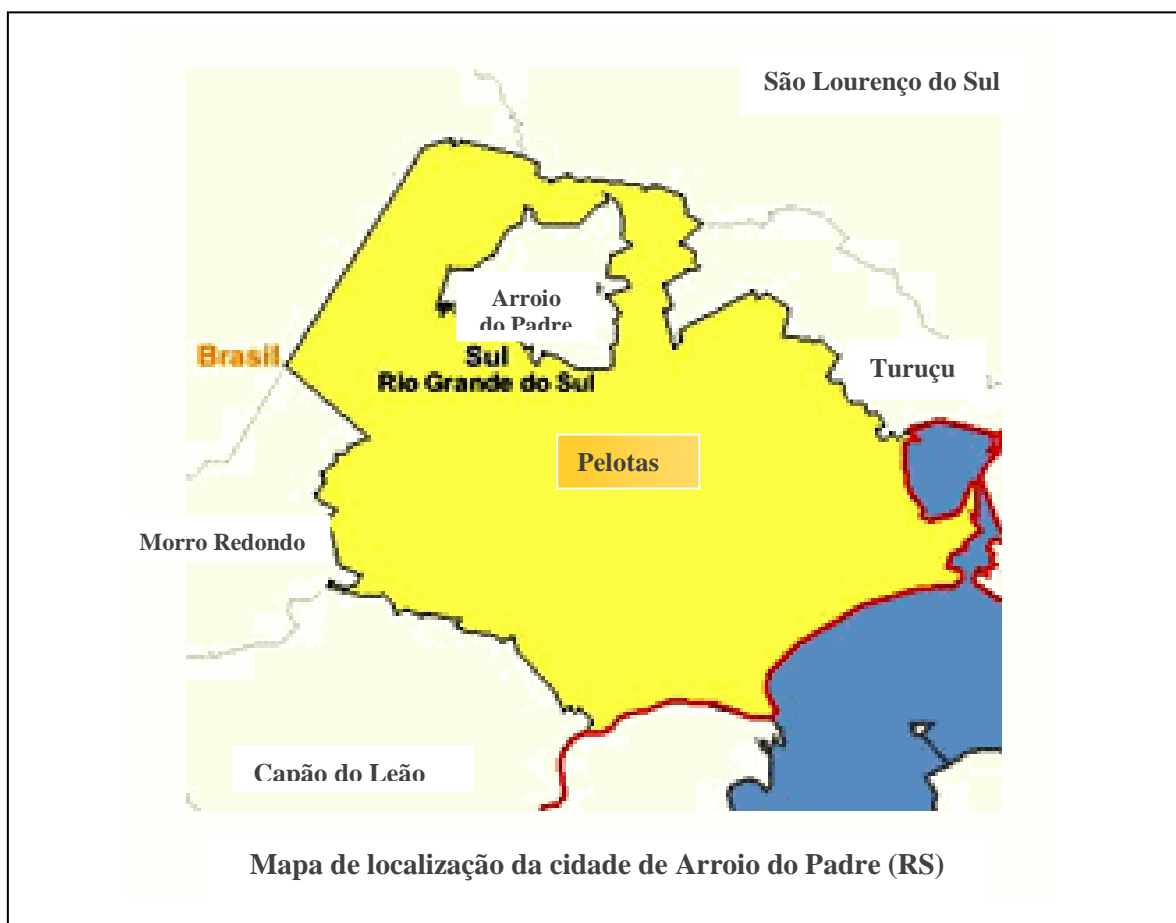 São Lourenço do Sul
Arroio
do Padre
Brasil
Sul
Rio Grande do Sul
Turuçu
Pelotas
Morro Redondo
Capão do Leão
Mapa de localização da cidade de Arroio do Padre (RS)